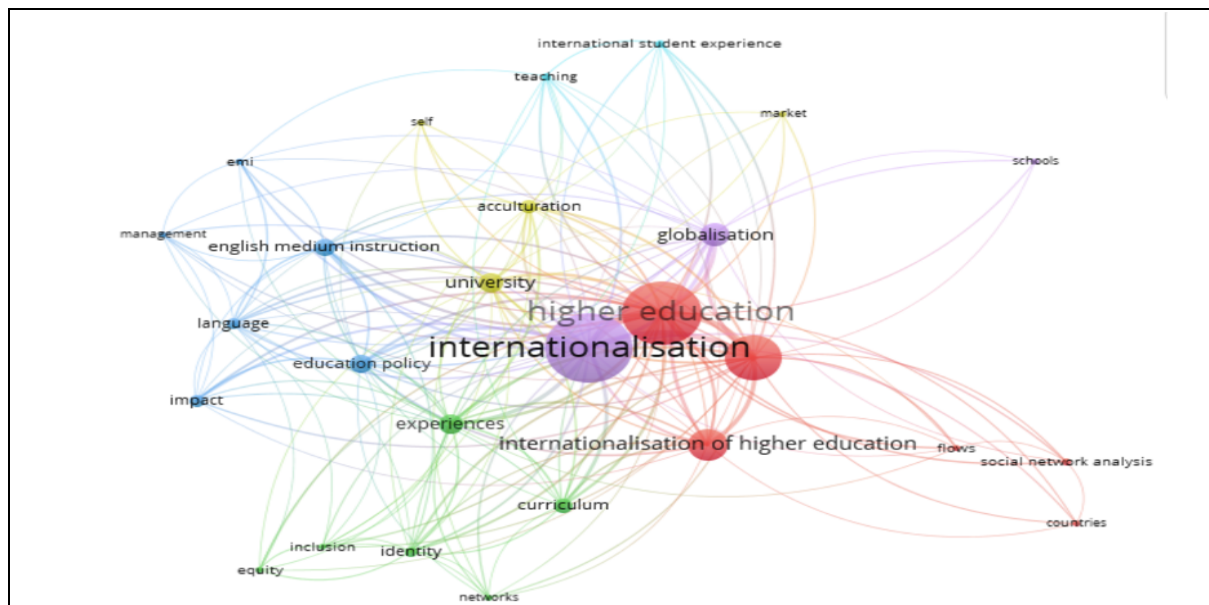 international student experience
teaching
market
self
emi
schools
acculturation
management
globalisation
english medium instruction
university
higher education
language
internationalisation
education policy
impact
experiences
internationalisation of higher education
flows
social network analysis
curriculum
countries
inclusion
identity
equity
networks